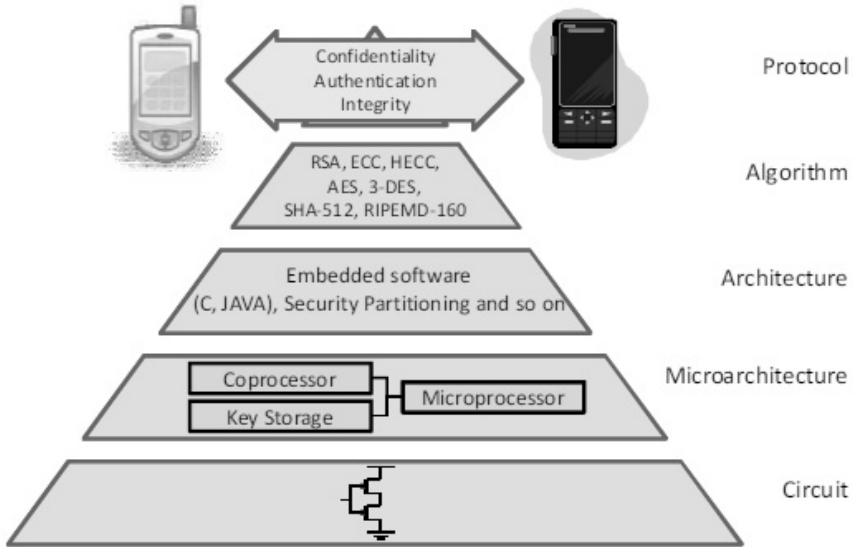 Confidentiality
Authentication
Integrity
Protocol
RSA, ECC, HECC,
AES, 3-DES,
SHA-512, RIPEMD-160
Algorithm
Embedded software
(C, JAVA), Security Partitioning and so on
Architecture
Coprocessor
Key Storage
Microprocessor
Microarchitecture
Circuit